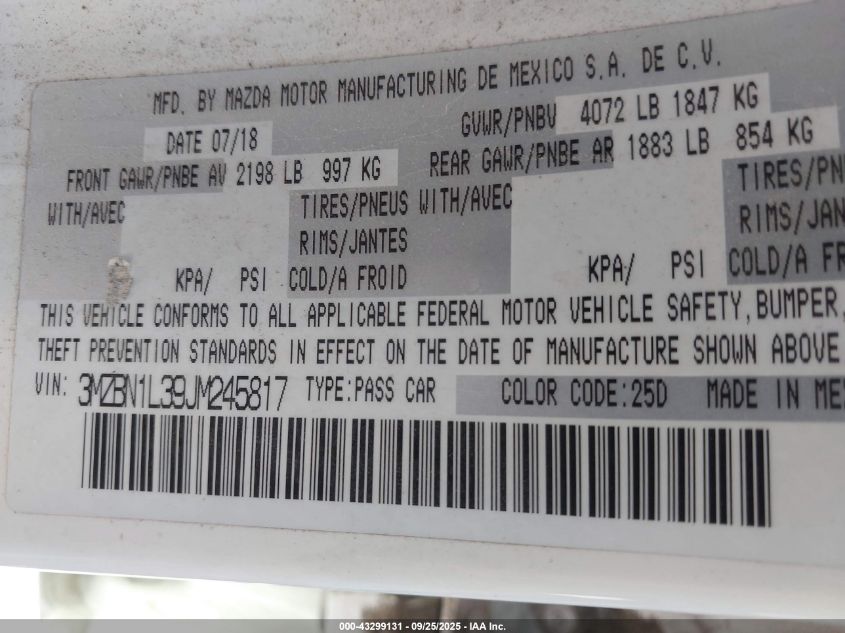 MFD. BY MAZDA MOTOR MANUFACTURING DE MEXICO S.A. DE C.V.
DATE 07/18 GVWR/PNBV 4072 LB 1847 KG
FRONT GAWR/PNBE AV 2198 LB 997 KG REAR GAWR/PNBE AR 1883 LB 854 KG
WITH/AVEC TIRES/PNEUS WITH/AVEC TIRES/PN
RIMS/JANTES RIMS/JANT
KPA/ PSI COLD/A FROID KPA/ PSI COLD/A FR
THIS VEHICLE CONFORMS TO ALL APPLICABLE FEDERAL MOTOR VEHICLE SAFETY, BUMPER,
THEFT PREVENTION STANDARDS IN EFFECT ON THE DATE OF MANUFACTURE SHOWN ABOVE
VIN: 3MZBN1L39JM245817 TYPE:PASS CAR COLOR CODE:25D MADE IN ME
000-43299131 - 09/25/2025 - IAA Inc.